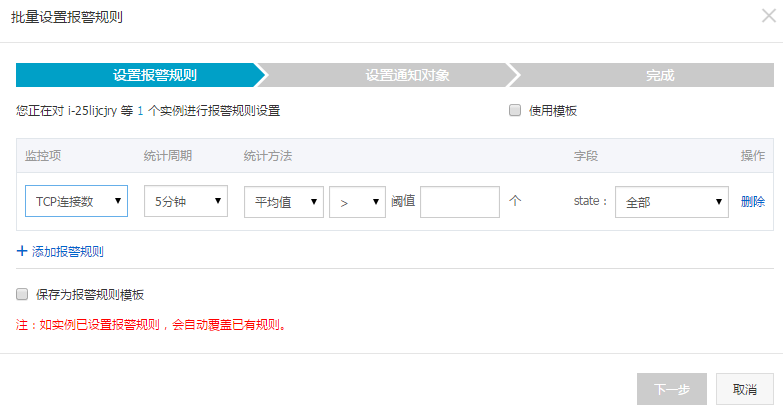 批量设置报警规则
设置报警规则 设置通知对象 完成
您正在对 i-25lijcjry 等 1 个实例进行报警规则设置 使用模板
监控项 统计周期 统计方法 字段 操作
TCP连接数 5分钟 平均值 > 阈值 个 state： 全部 删除
+ 添加报警规则
保存为报警规则模板
注：如实例已设置报警规则，会自动覆盖已有规则。
下一步 取消